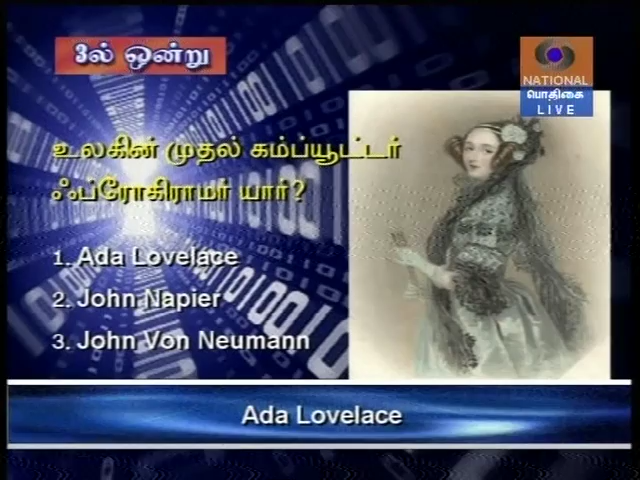 3ல் ஒன்று
NATIONAL
பொதிகை
LIVE
உலகின் முதல் கம்ப்யூட்டர்
ஃப்ரோகிராமர் யார்?
1. Ada Lovelace
2. John Napier
3. John Von Neumann
Ada Lovelace